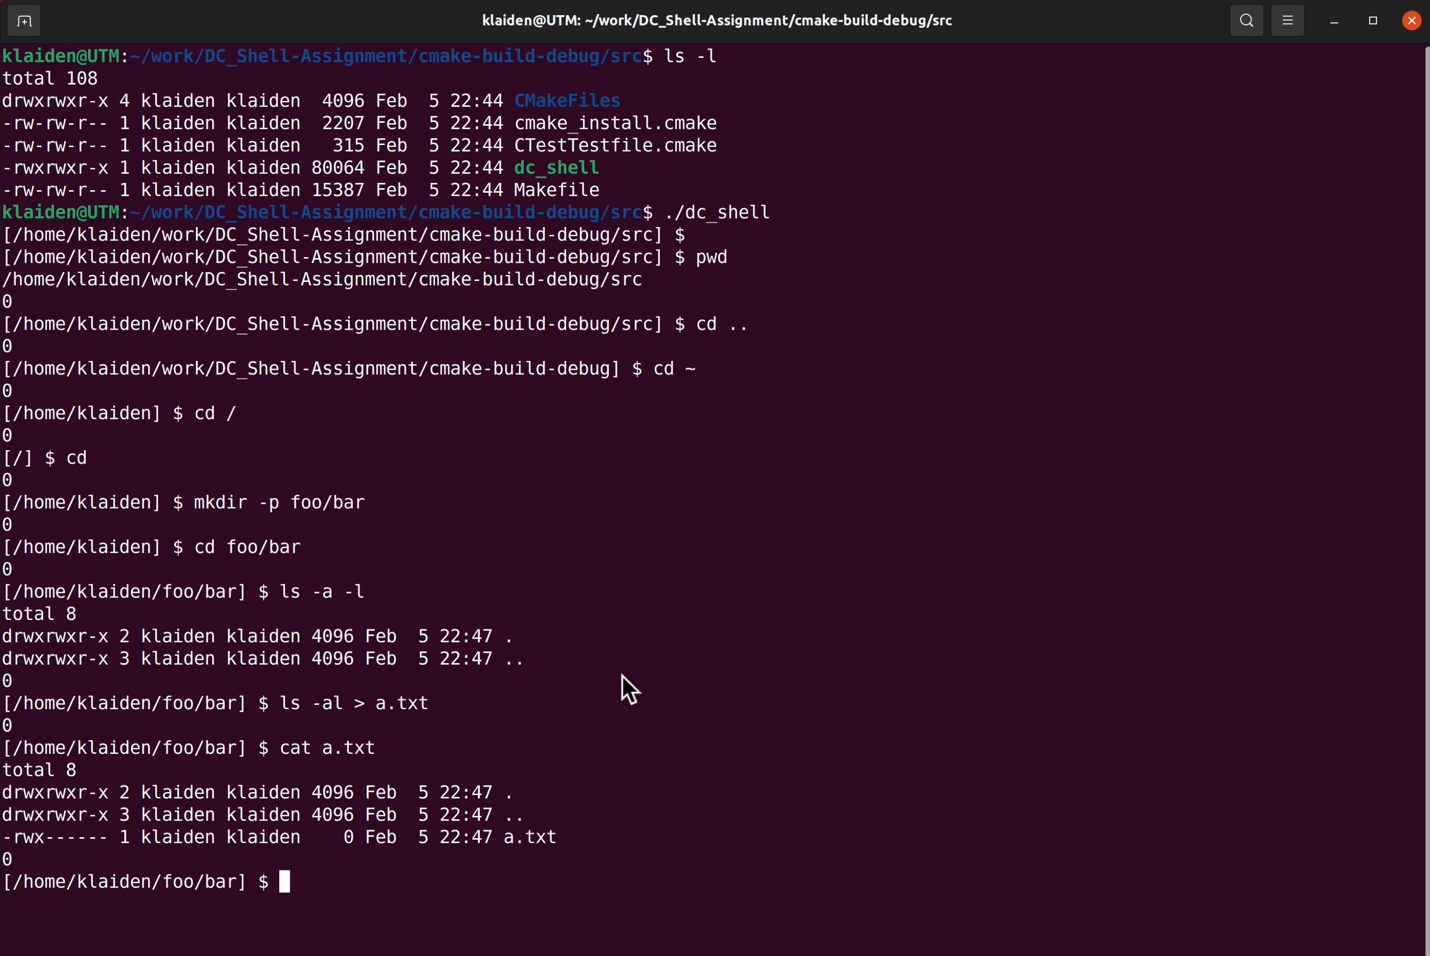 klaiden@UTM: ~/work/DC_Shell-Assignment/cmake-build-debug/src
klaiden@UTM:~/work/DC_Shell-Assignment/cmake-build-debug/src$ ls -l
total 108
drwxrwxr-x 4 klaiden klaiden  4096 Feb  5 22:44 CMakeFiles
-rw-rw-r-- 1 klaiden klaiden  2207 Feb  5 22:44 cmake_install.cmake
-rw-rw-r-- 1 klaiden klaiden   315 Feb  5 22:44 CTestTestfile.cmake
-rwxrwxr-x 1 klaiden klaiden 80064 Feb  5 22:44 dc_shell
-rw-rw-r-- 1 klaiden klaiden 15387 Feb  5 22:44 Makefile
klaiden@UTM:~/work/DC_Shell-Assignment/cmake-build-debug/src$ ./dc_shell
[/home/klaiden/work/DC_Shell-Assignment/cmake-build-debug/src] $
[/home/klaiden/work/DC_Shell-Assignment/cmake-build-debug/src] $ pwd
/home/klaiden/work/DC_Shell-Assignment/cmake-build-debug/src
0
[/home/klaiden/work/DC_Shell-Assignment/cmake-build-debug/src] $ cd ..
0
[/home/klaiden/work/DC_Shell-Assignment/cmake-build-debug] $ cd ~
0
[/home/klaiden] $ cd /
0
[/] $ cd
0
[/home/klaiden] $ mkdir -p foo/bar
0
[/home/klaiden] $ cd foo/bar
0
[/home/klaiden/foo/bar] $ ls -a -l
total 8
drwxrwxr-x 2 klaiden klaiden 4096 Feb  5 22:47 .
drwxrwxr-x 3 klaiden klaiden 4096 Feb  5 22:47 ..
0
[/home/klaiden/foo/bar] $ ls -al > a.txt
0
[/home/klaiden/foo/bar] $ cat a.txt
total 8
drwxrwxr-x 2 klaiden klaiden 4096 Feb  5 22:47 .
drwxrwxr-x 3 klaiden klaiden 4096 Feb  5 22:47 ..
-rwx------ 1 klaiden klaiden    0 Feb  5 22:47 a.txt
0
[/home/klaiden/foo/bar] $